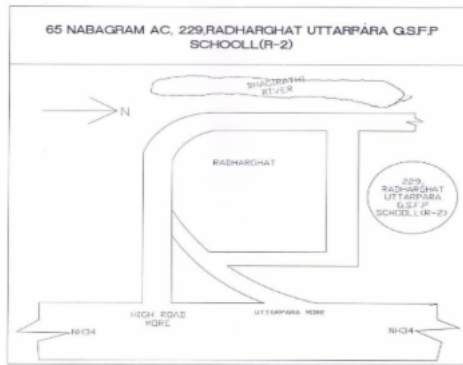 65 NABAGRAM AC, 229,RADHARGHAT UTTARPARA G.S.F.P
SCHOOLL(R-2)
BHAGIRATHI
RIVER
N
RADHARGHAT
229,
RADHARGHAT
UTTARPARA
G.S.F.P
SCHOOLL(R-2)
HIGH ROAD
MORE
UTTARPARA MORE
NH34
NH34